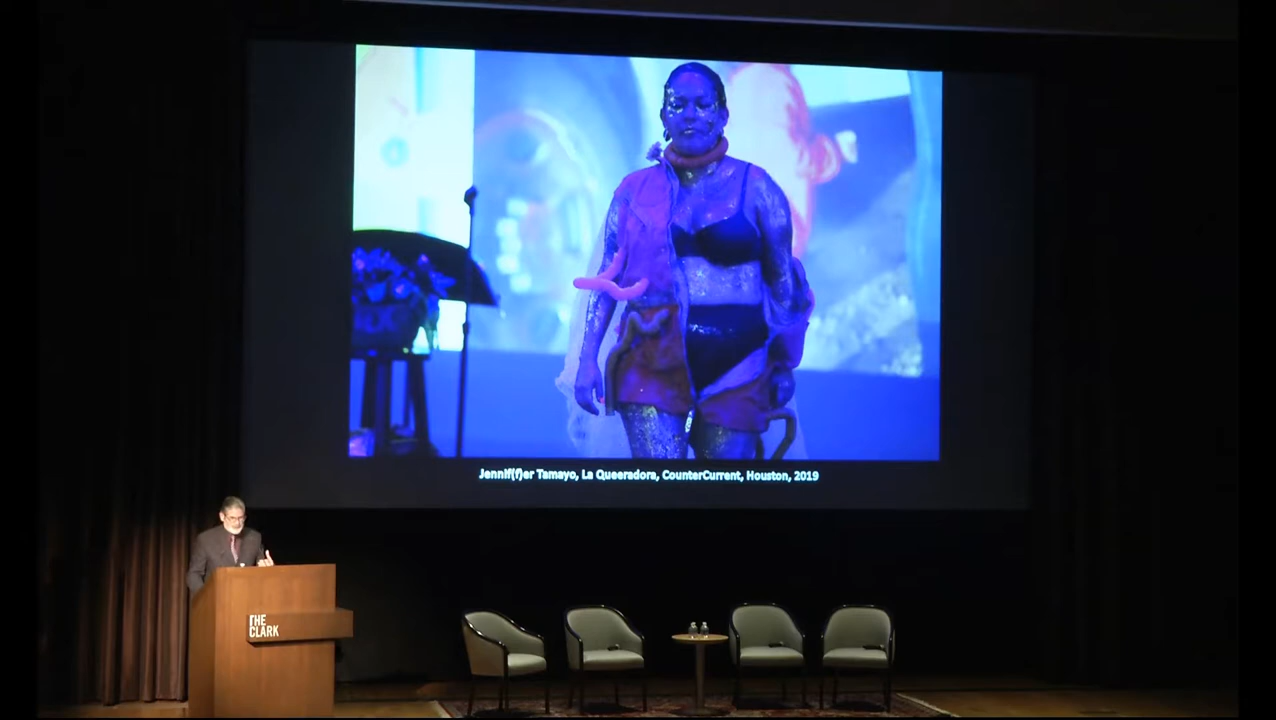 Jennif(f)er Tamayo, La Queeradora, CounterCurrent, Houston, 2019
THE
CLARK